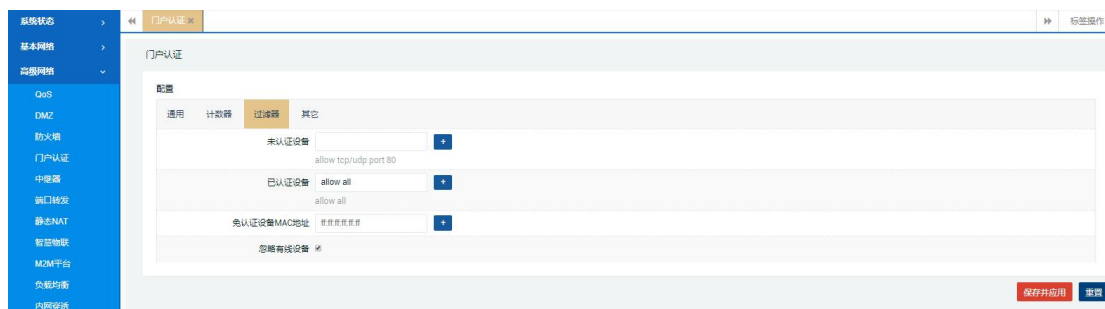 系统状态
门户认证
标签操作
基本网络
高级网络
QoS
DMZ
防火墙
门户认证
中继器
端口转发
静态NAT
智慧物联
M2M平台
负载均衡
内网穿透
门户认证
配置
通用 计数器 过滤器 其它
未认证设备 +
allow tcp/udp port 80
已认证设备 allow all +
allow all
免认证设备MAC地址 ff:ff:ff:ff:ff:ff +
忽略有线设备
保存并应用 重置